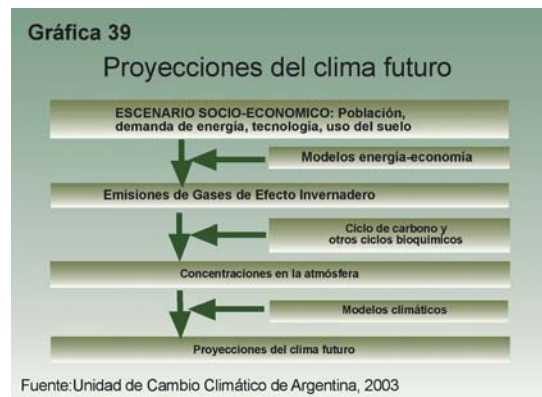 Gráfica 39
Proyecciones del clima futuro
ESCENARIO SOCIO-ECONOMICO: Población,
demanda de energía, tecnología, uso del suelo
Modelos energía-economía
Emisiones de Gases de Efecto Invernadero
Ciclo de carbono y
otros ciclos bioquímicos
Concentraciones en la atmósfera
Modelos climáticos
Proyecciones del clima futuro
Fuente:Unidad de Cambio Climático de Argentina, 2003